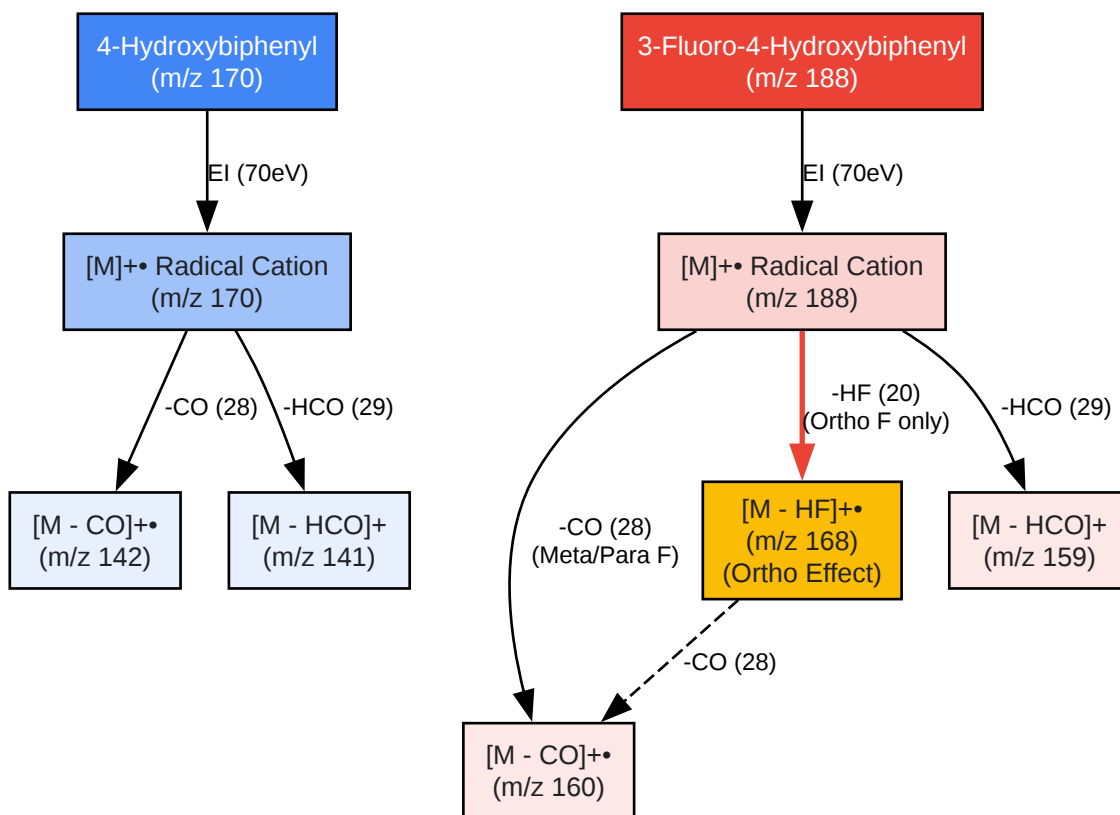 4-Hydroxybiphenyl
(m/z 170)
3-Fluoro-4-Hydroxybiphenyl
(m/z 188)
EI (70eV)
EI (70eV)
[M]+• Radical Cation
(m/z 170)
[M]+• Radical Cation
(m/z 188)
-CO (28)
-HCO (29)
-HF (20)
(Ortho F only)
-HCO (29)
[M - CO]+•
(m/z 142)
[M - HCO]+
(m/z 141)
-CO (28)
(Meta/Para F)
[M - HF]+•
(m/z 168)
(Ortho Effect)
[M - HCO]+
(m/z 159)
-CO (28)
[M - CO]+•
(m/z 160)